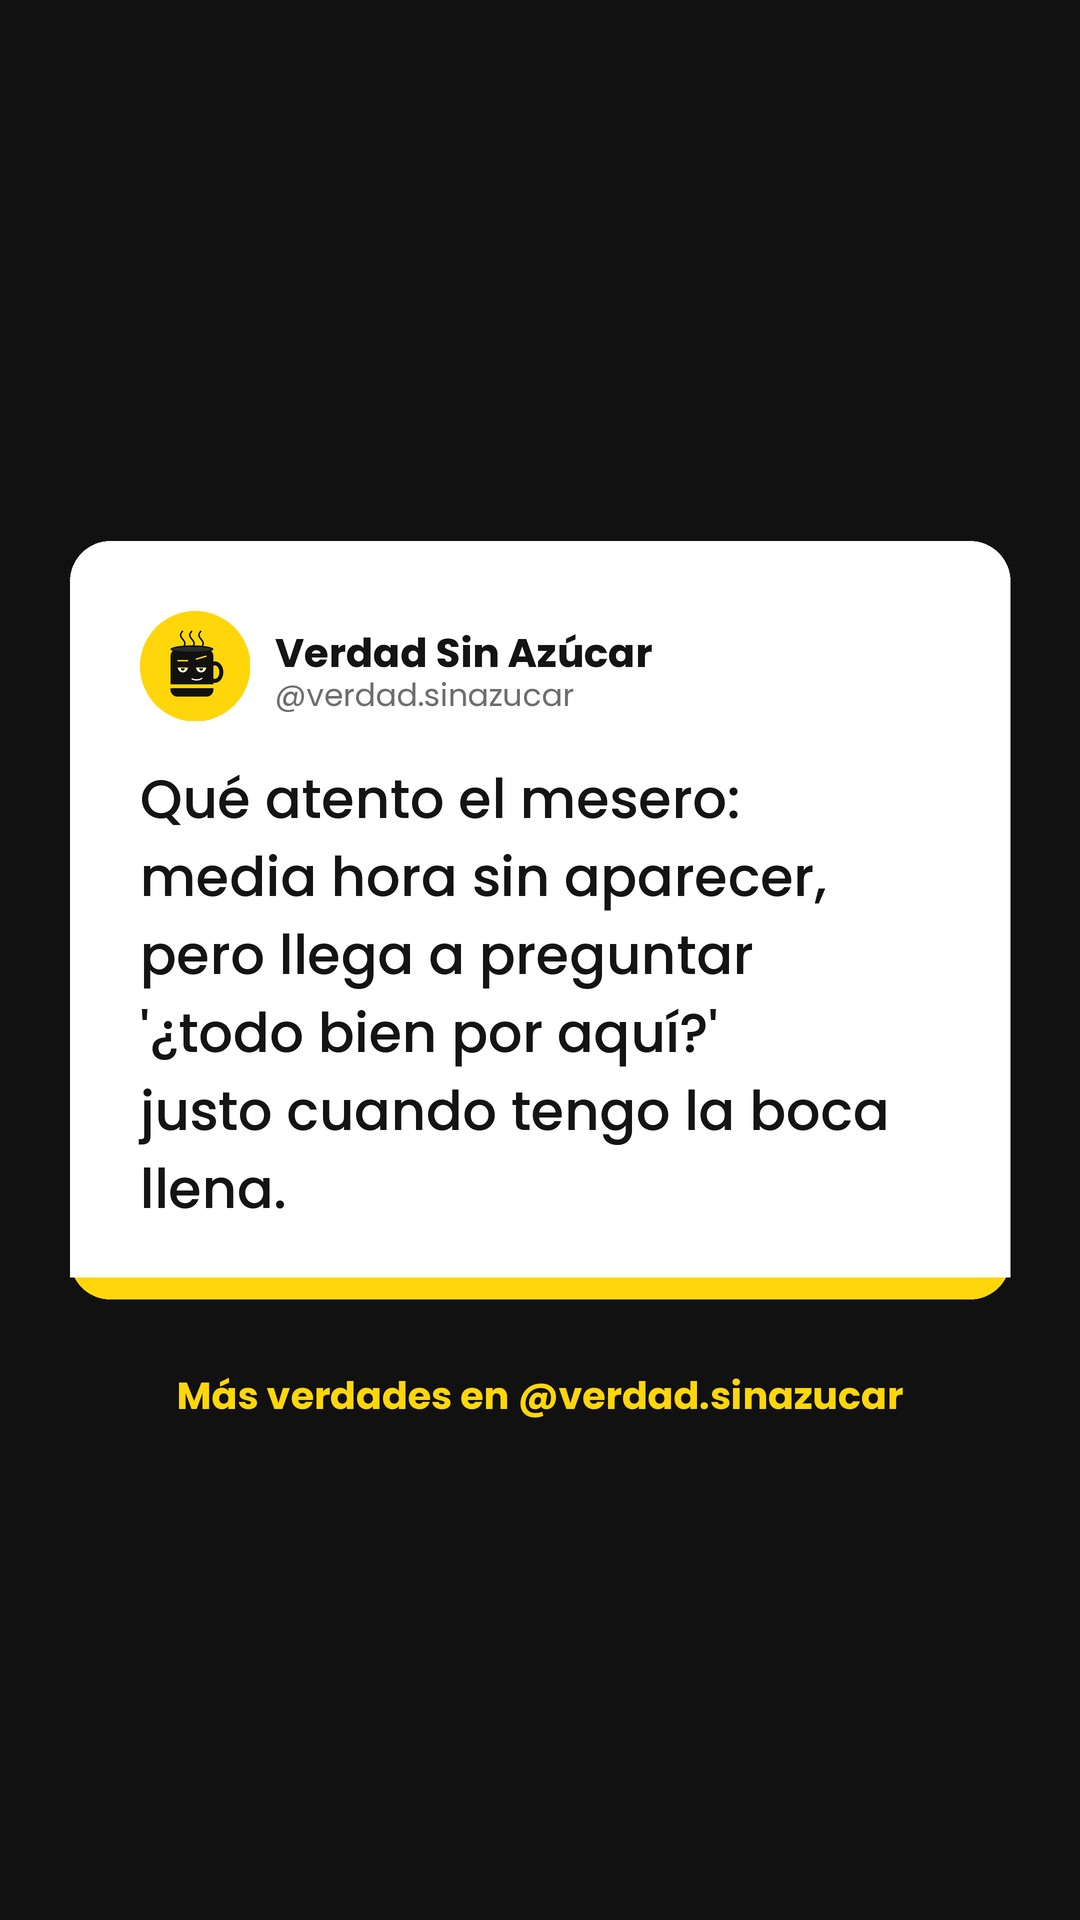 Verdad Sin Azúcar
@verdad.sinazucar
Qué atento el mesero:
media hora sin aparecer,
pero llega a preguntar
'¿todo bien por aquí?'
justo cuando tengo la boca
llena.
Más verdades en @verdad.sinazucar